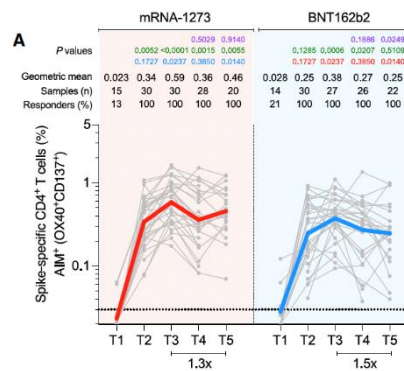 mRNA-1273 BNT162b2
A
0.5029 0.9140 0.1886 0.0249
P values 0.0052 <0.0001 0.0015 0.0055 0.1285 0.0006 0.0207 0.5109
0.1727 0.0237 0.3850 0.0140 0.1727 0.0237 0.3850 0.0140
Geometric mean 0.023 0.34 0.59 0.36 0.46 0.028 0.25 0.38 0.27 0.25
Samples (n) 15 30 30 28 20 14 30 27 26 22
Responders (%) 13 100 100 100 100 21 100 100 100 100
Spike-specific CD4⁺ T cells (%)
AIM⁺ (OX40⁺CD137⁺)
5
1
0.1
T1 T2 T3 T4 T5 T1 T2 T3 T4 T5
1.3x 1.5x